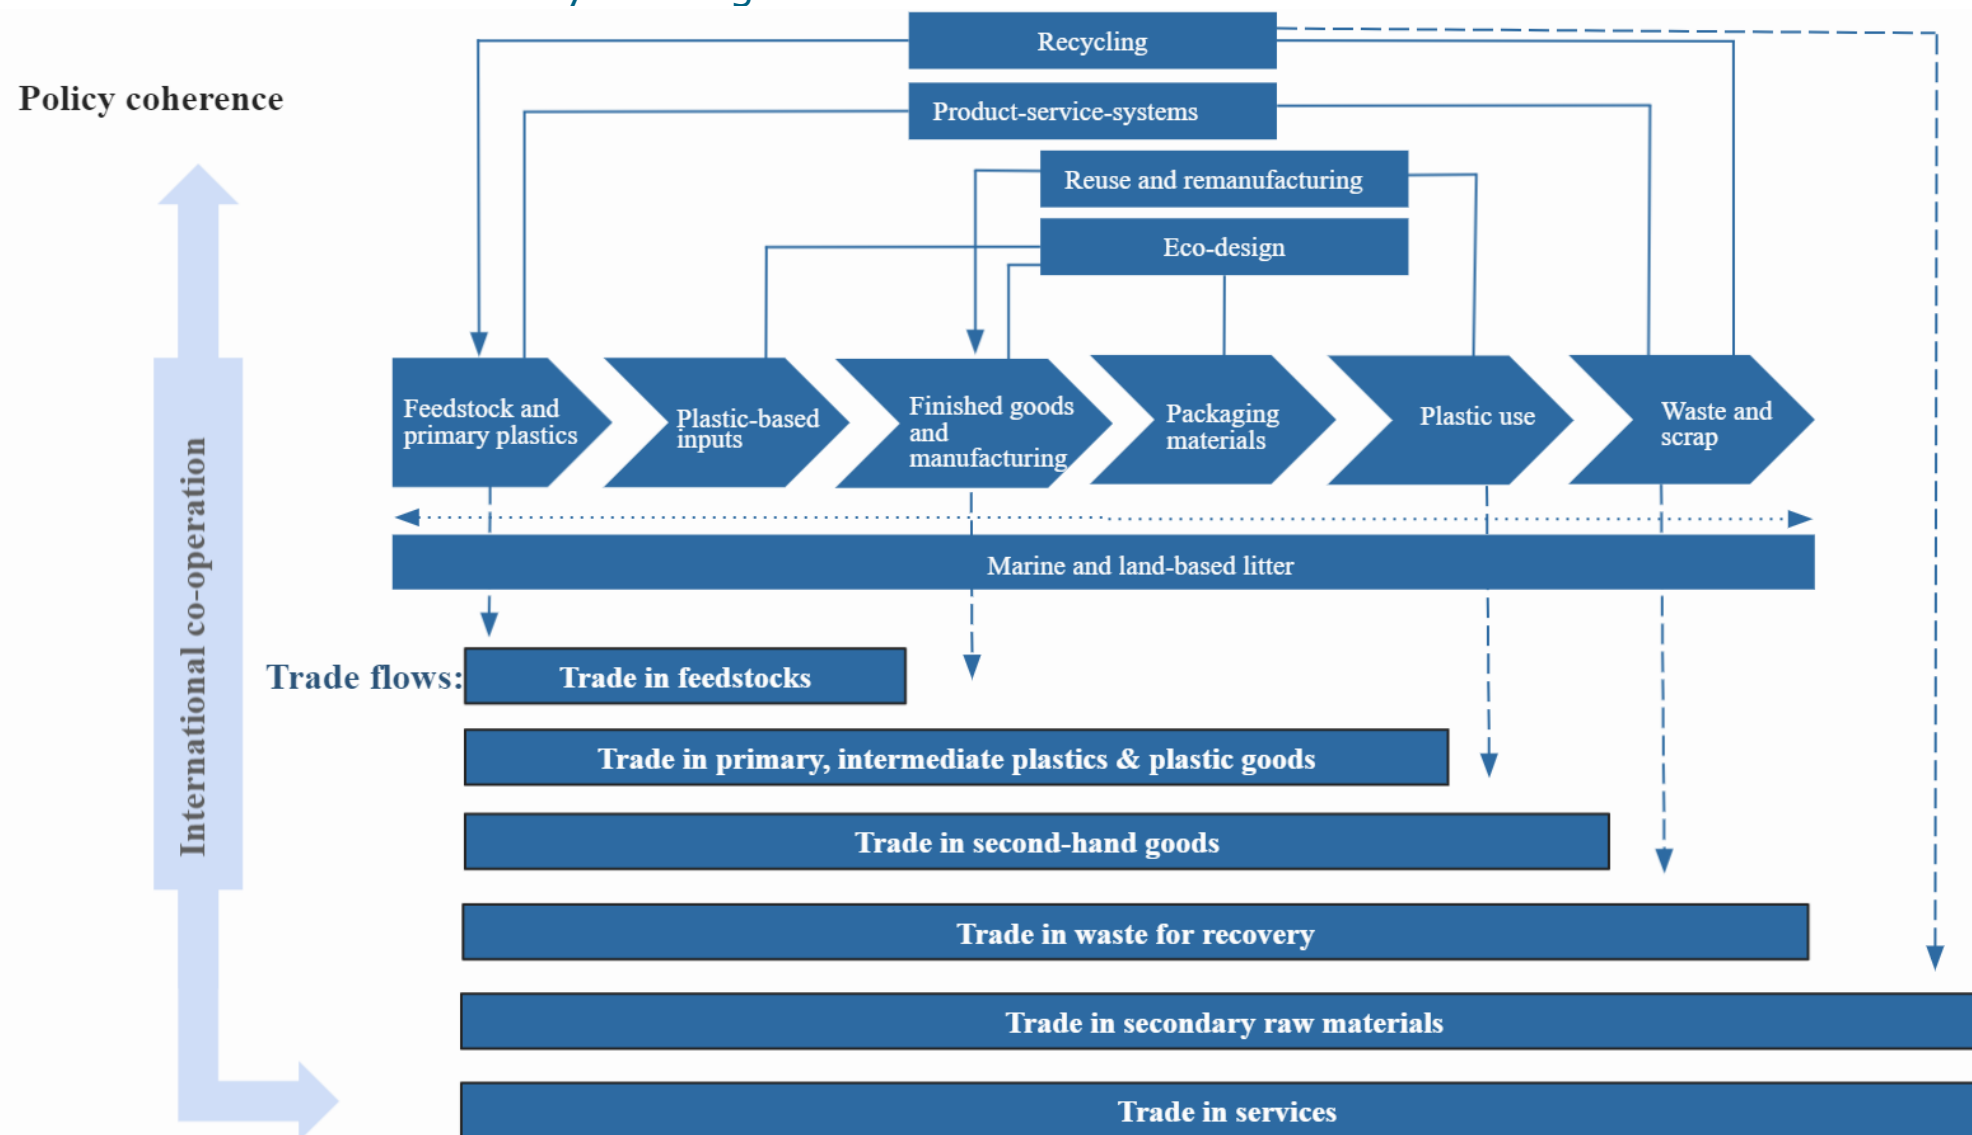 Recycling
Policy coherence
Product-service-systems
Reuse and remanufacturing
Eco-design
Feedstock and
primary plastics
Plastic-based
inputs
Finished goods
and
manufacturing
Packaging
materials
Plastic use
Waste and
scrap
International co-operation
Marine and land-based litter
Trade flows:
Trade in feedstocks
Trade in primary, intermediate plastics & plastic goods
Trade in second-hand goods
Trade in waste for recovery
Trade in secondary raw materials
Trade in services